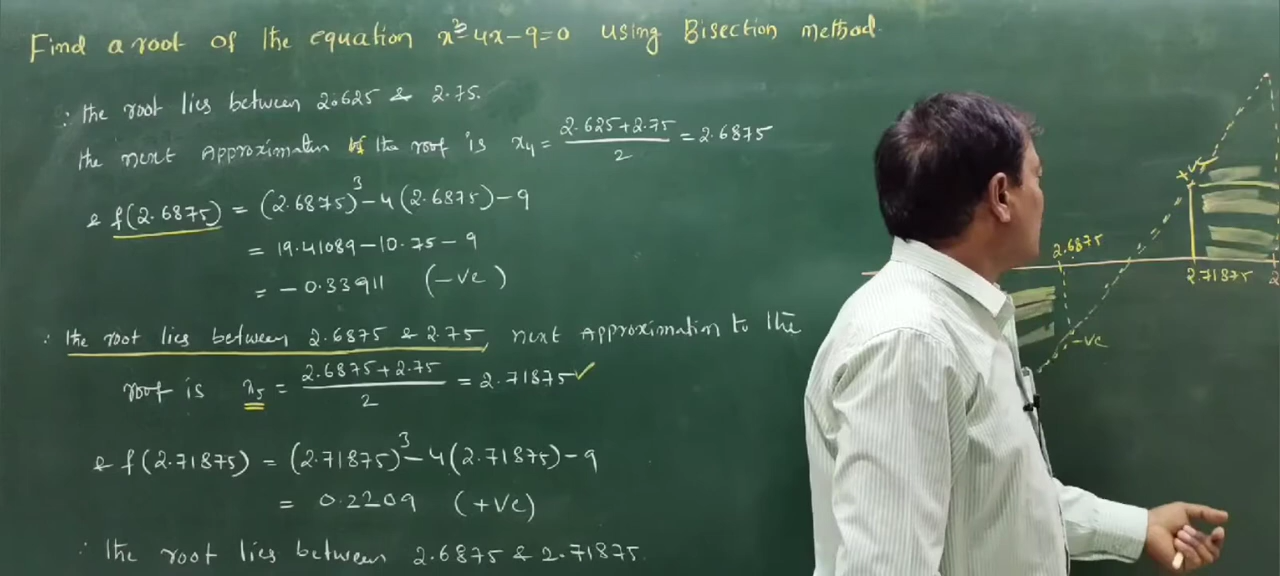 Find a root of the equation x³-4x-9=0 using Bisection method.
∴ the root lies between 2.625 & 2.75.
the next Approximation of the root is x₄ = (2.625+2.75)/2 = 2.6875
& f(2.6875) = (2.6875)³-4(2.6875)-9
= 19.41089-10.75-9
= -0.33911 (-ve)
∴ the root lies between 2.6875 & 2.75, next Approximation to the
root is x₅ = (2.6875+2.75)/2 = 2.71875 ✓
& f(2.71875) = (2.71875)³-4(2.71875)-9
= 0.2209 (+ve)
∴ the root lies between 2.6875 & 2.71875.
+ve
2.6875
2.71875
2
-ve